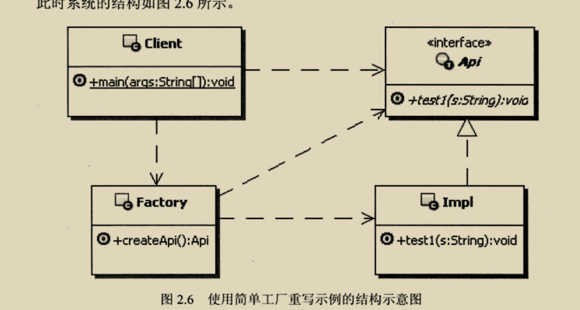 此时系统的结构如图 2.6 所示。
Client
+main(args:String[]):void
«interface»
Api
+test1(s:String):void
Factory
+createApi():Api
Impl
+test1(s:String):void
图 2.6 使用简单工厂重写示例的结构示意图